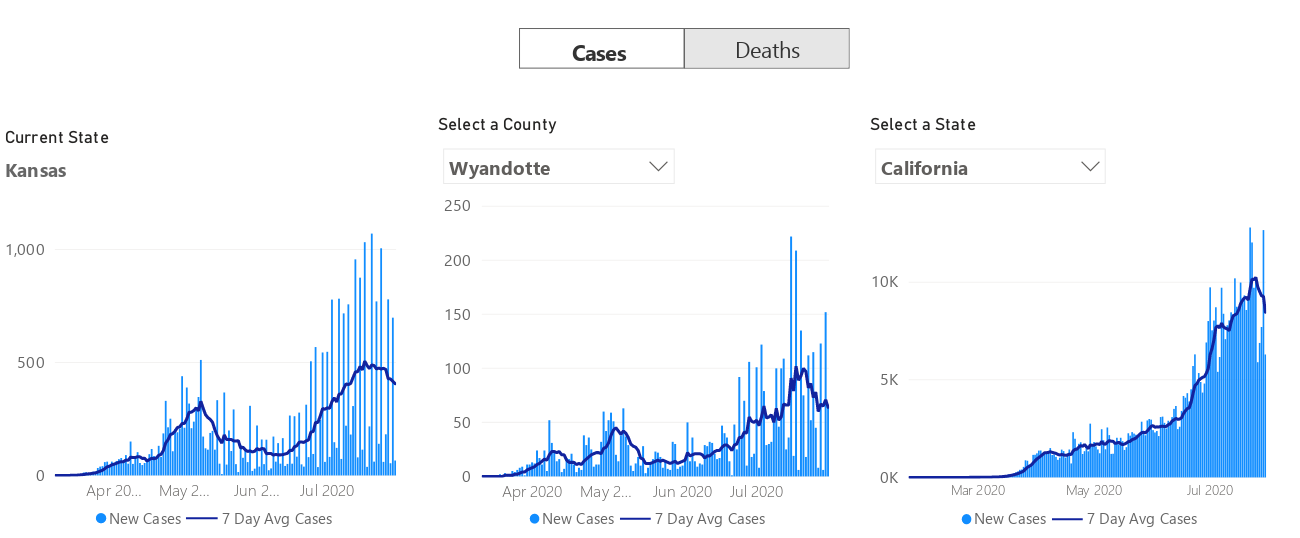 Cases
Deaths
Current State
Kansas
1,000
500
0
Apr 20...
May 2...
Jun 2...
Jul 2020
New Cases
7 Day Avg Cases
Select a County
Wyandotte
250
200
150
100
50
0
Apr 2020
May 2...
Jun 2020
Jul 2020
New Cases
7 Day Avg Cases
Select a State
California
10K
5K
0K
Mar 2020
May 2020
Jul 2020
New Cases
7 Day Avg Cases